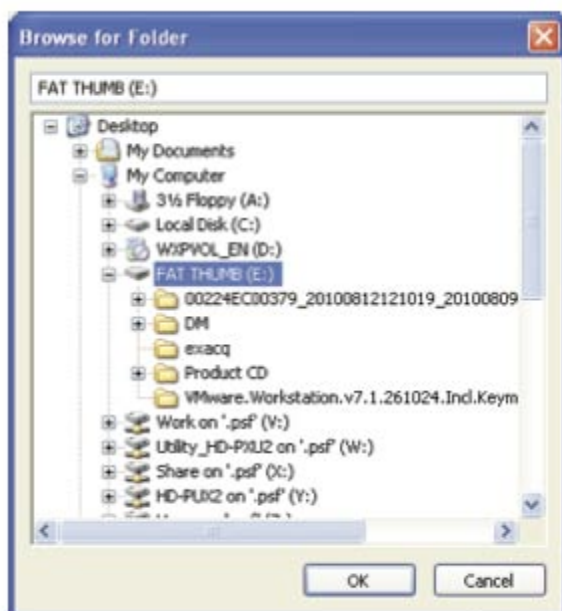 Browse for Folder
FAT THUMB (E:)
Desktop
My Documents
My Computer
3½ Floppy (A:)
Local Disk (C:)
WXPVOL_EN (D:)
FAT THUMB (E:)
00224EC00379_20100812121019_20100809
DM
exacq
Product CD
VMware.Workstation.v7.1.261024.Incl.Keym
Work on '.psf' (V:)
Utility_HD-PXU2 on '.psf' (W:)
Share on '.psf' (X:)
HD-PUX2 on '.psf' (Y:)
OK
Cancel